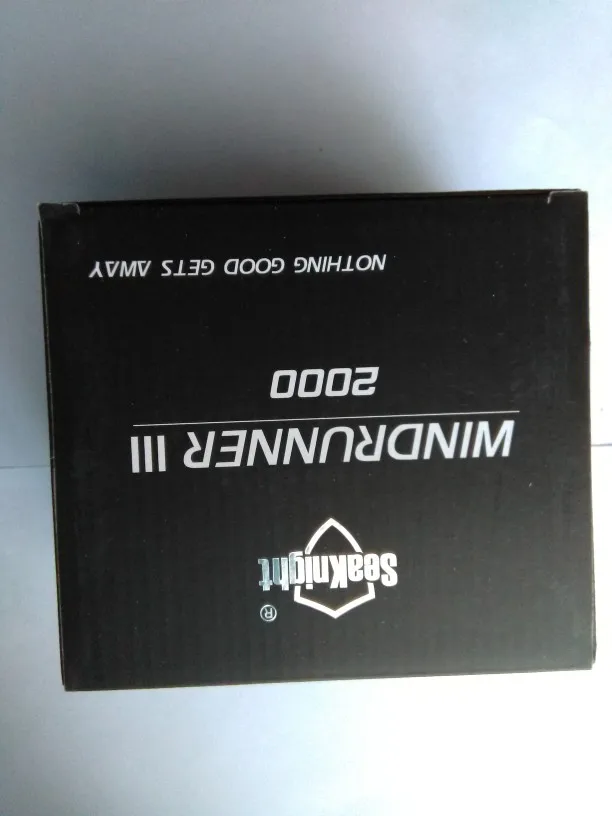 SeaKnight®
WINDRUNNER III
2000
NOTHING GOOD GETS AWAY